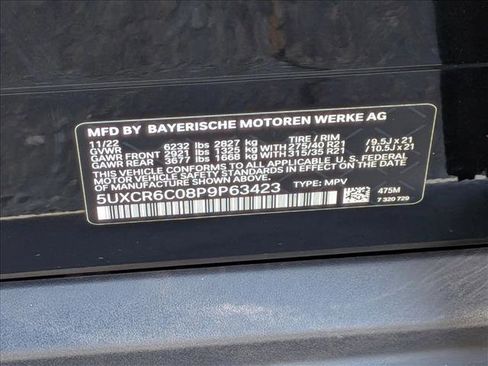 MFD BY BAYERISCHE MOTOREN WERKE AG
11/22 TIRE / RIM
GVWR 6232 lbs 2827 kg
GAWR FRONT 2921 lbs 1325 kg WITH 275/40 R21 /9.5J x 21
GAWR REAR 3677 lbs 1668 kg WITH 315/35 R21 /10.5J x 21
THIS VEHICLE CONFORMS TO ALL APPLICABLE U.S. FEDERAL
MOTOR VEHICLE SAFETY STANDARDS IN EFFECT ON THE
DATE OF MANUFACTURE SHOWN ABOVE.
5UXCR6C08P9P63423 TYPE: MPV
475M
7 320 729